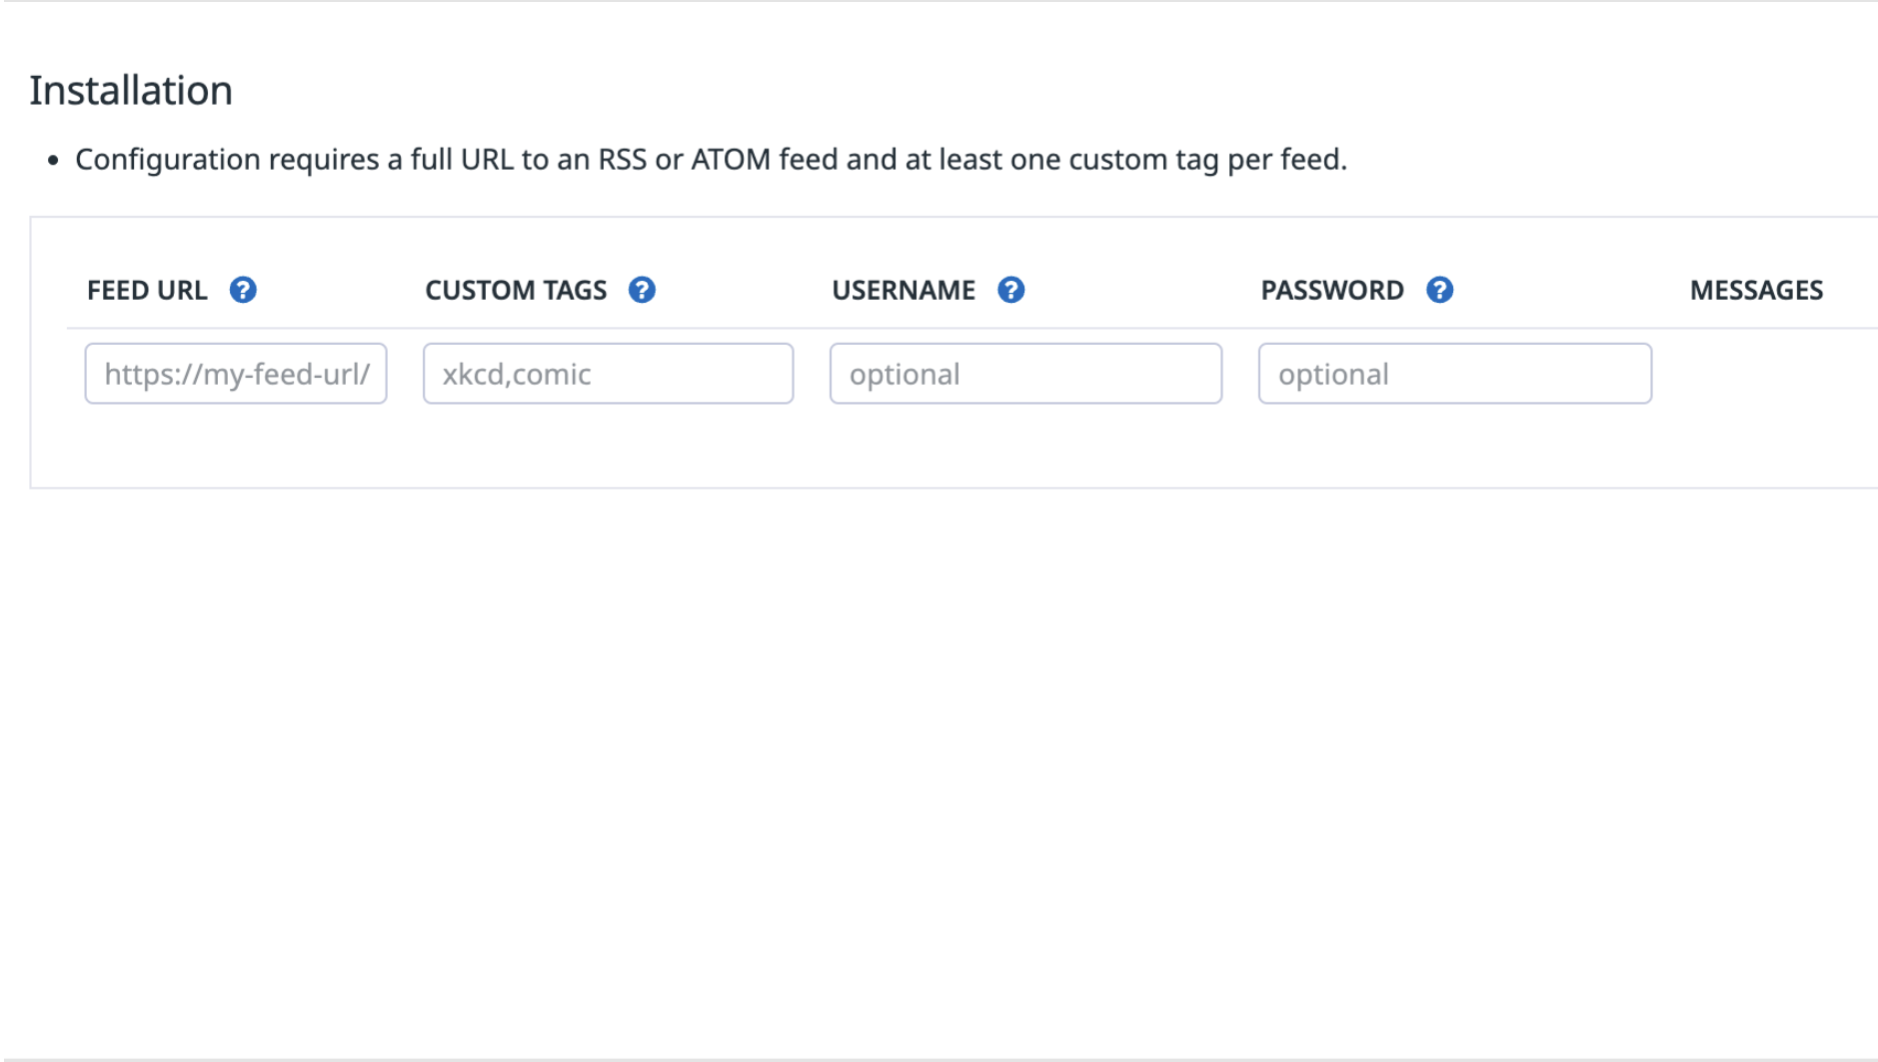 Installation
• Configuration requires a full URL to an RSS or ATOM feed and at least one custom tag per feed.
FEED URL ? CUSTOM TAGS ? USERNAME ? PASSWORD ? MESSAGES
https://my-feed-url/ xkcd,comic optional optional